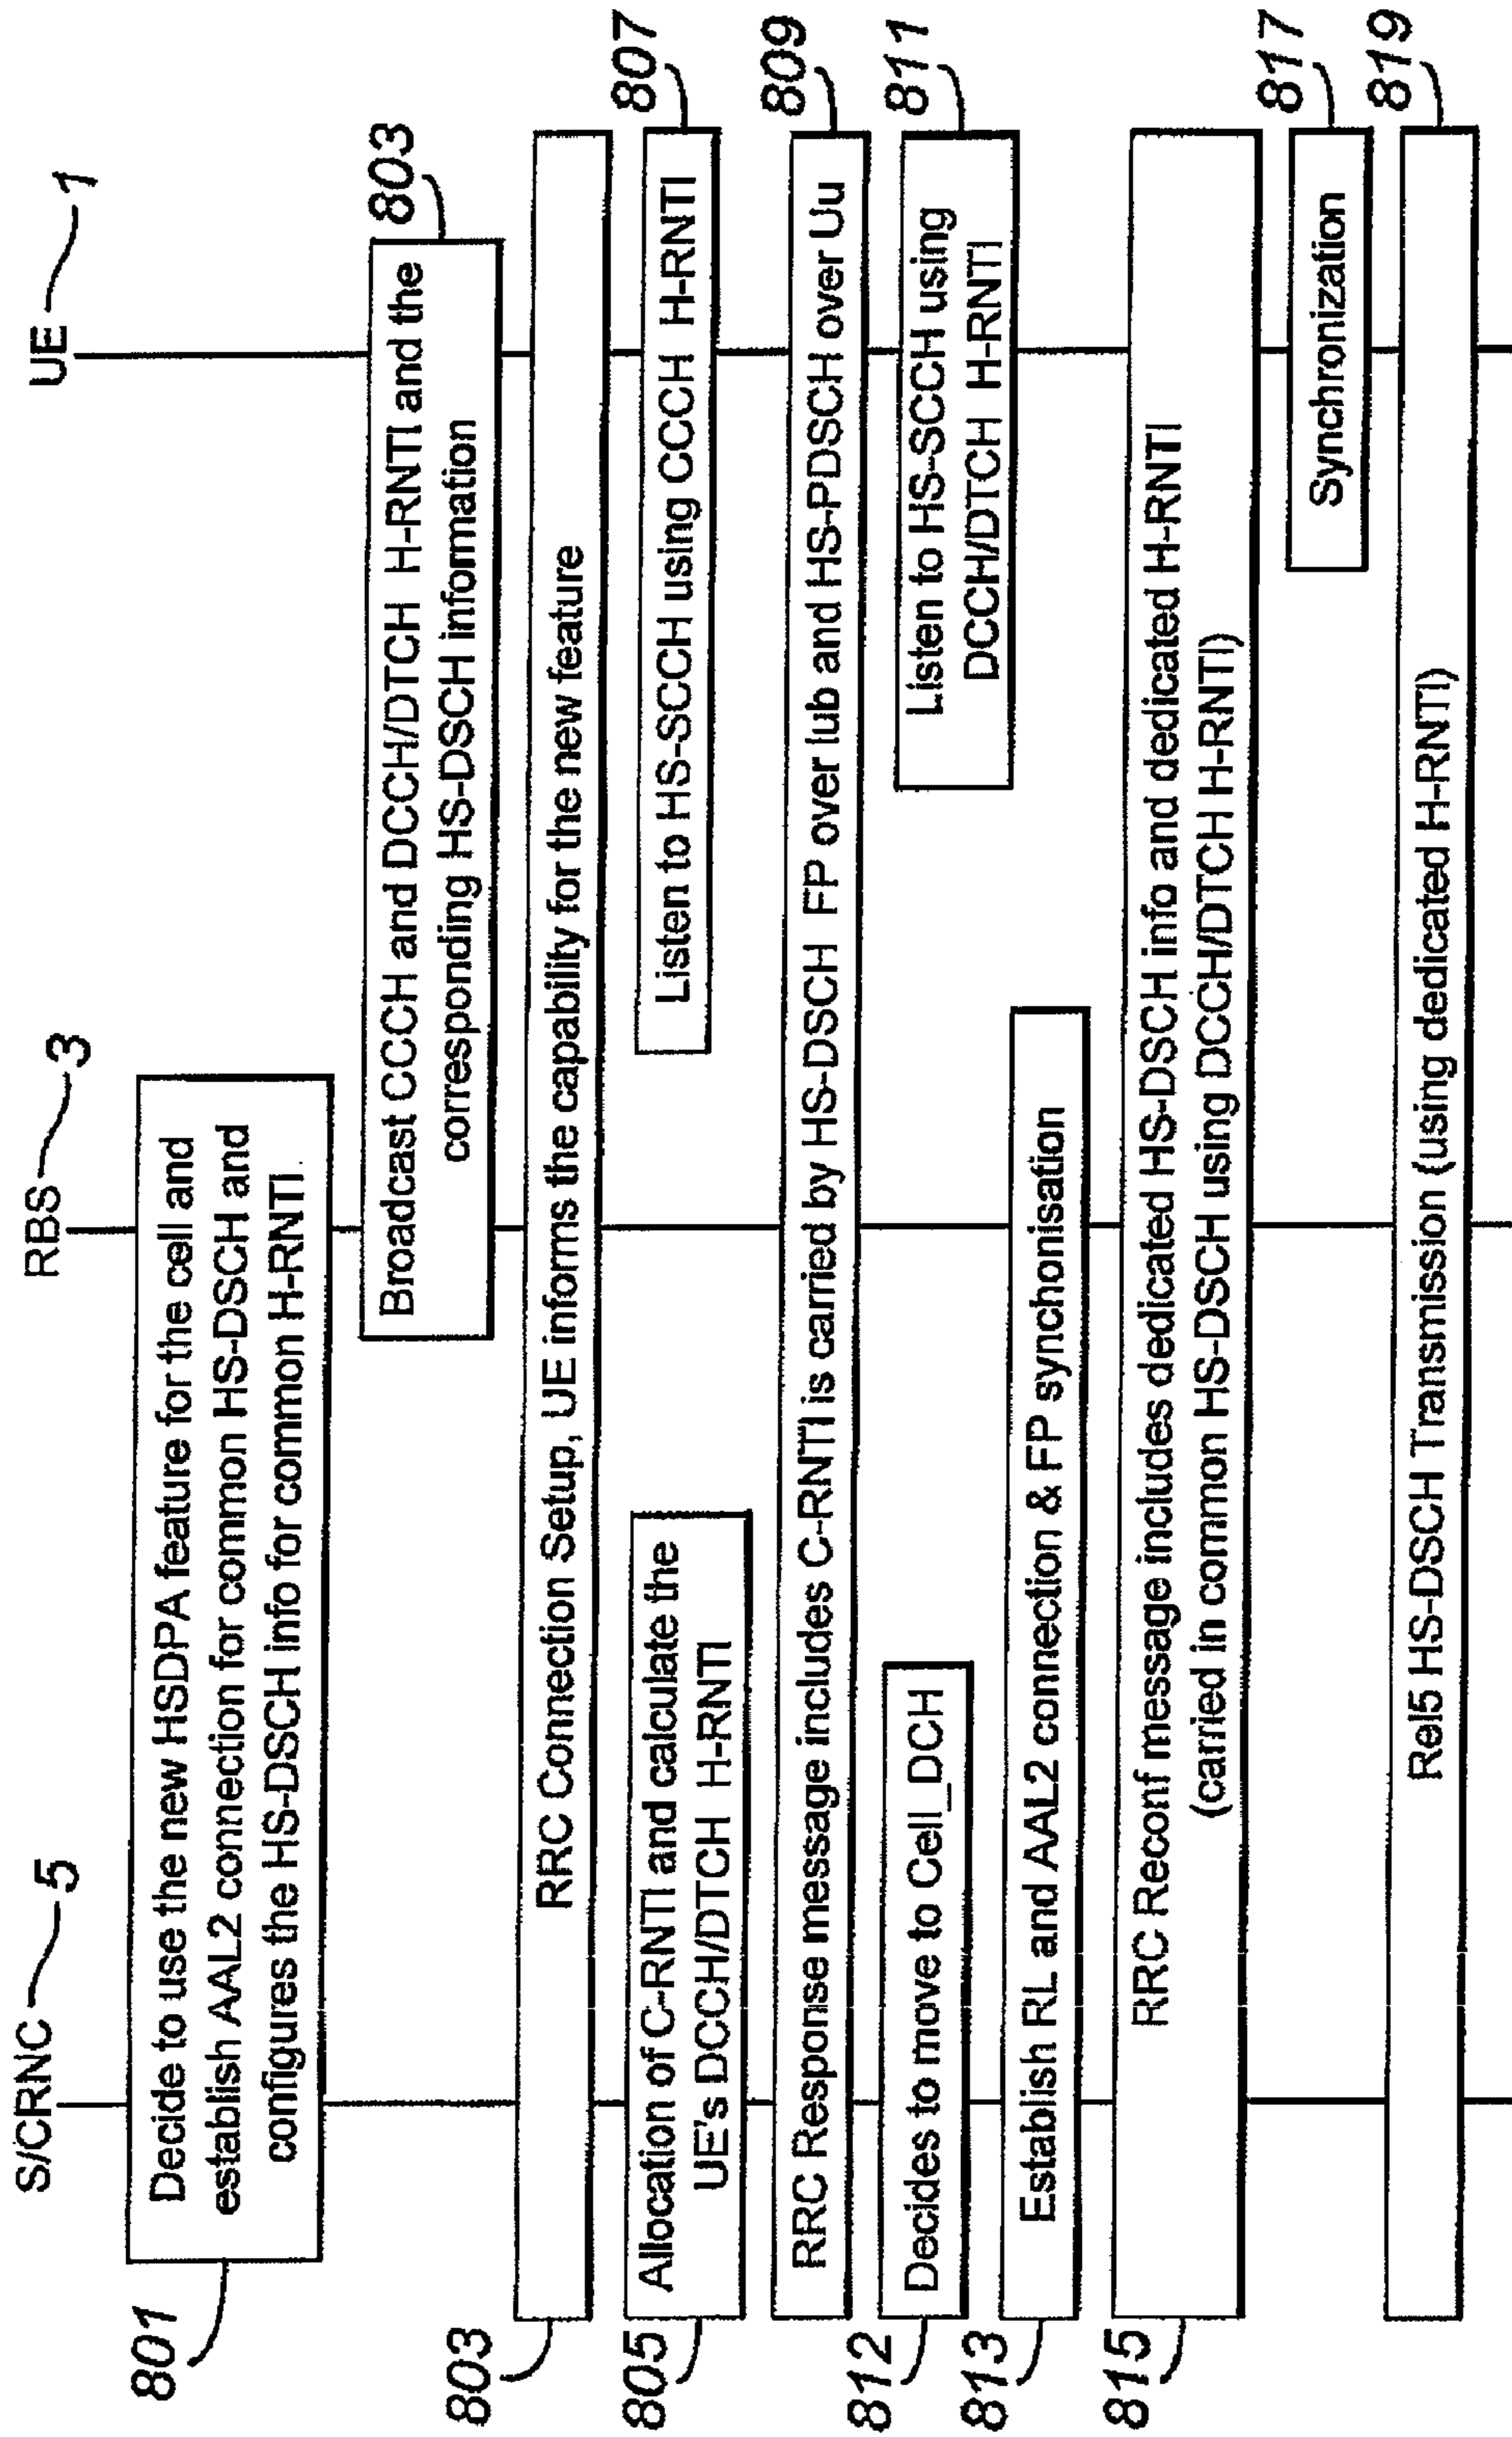 S/CRNC 5
RBS 3
UE 1
801
Decide to use the new HSDPA feature for the cell and
establish AAL2 connection for common HS-DSCH and
configures the HS-DSCH info for common H-RNTI.
803
Broadcast CCCH and DCCH/DTCH H-RNTI and the
corresponding HS-DSCH information
803
RRC Connection Setup, UE informs the capability for the new feature
805
Allocation of C-RNTI and calculate the
UE's DCCH/DTCH H-RNTI
807
Listen to HS-SCCH using CCCH H-RNTI
809
RRC Response message includes C-RNTI is carried by HS-DSCH FP over Iub and HS-PDSCH over Uu
812
Decides to move to Cell_DCH
811
Listen to HS-SCCH using
DCCH/DTCH H-RNTI
813
Establish RL and AAL2 connection & FP synchonisation
815
RRC Reconf message includes dedicated HS-DSCH info and dedicated H-RNTI
(carried in common HS-DSCH using DCCH/DTCH H-RNTI)
817
Synchronization
819
Rel5 HS-DSCH Transmission (using dedicated H-RNTI)